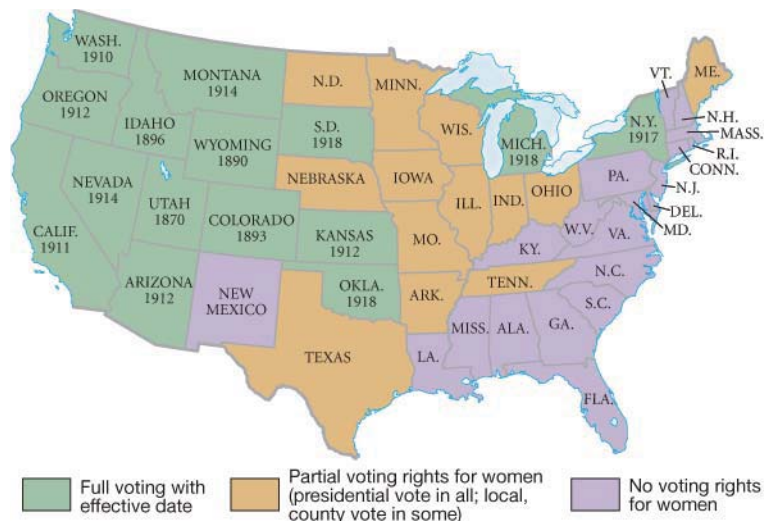 WASH.
1910
OREGON
1912
IDAHO
1896
MONTANA
1914
WYOMING
1890
NEVADA
1914
CALIF.
1911
UTAH
1870
COLORADO
1893
ARIZONA
1912
NEW
MEXICO
N.D.
S.D.
1918
NEBRASKA
KANSAS
1912
OKLA.
1918
TEXAS
MINN.
IOWA
MO.
ARK.
LA.
WIS.
ILL.
MICH.
1918
IND.
OHIO
KY.
TENN.
MISS.
ALA.
GA.
FLA.
S.C.
N.C.
VA.
W.V.
PA.
N.Y.
1917
VT.
ME.
N.H.
MASS.
R.I.
CONN.
N.J.
DEL.
MD.
Full voting with
effective date
Partial voting rights for women
(presidential vote in all; local,
county vote in some)
No voting rights
for women